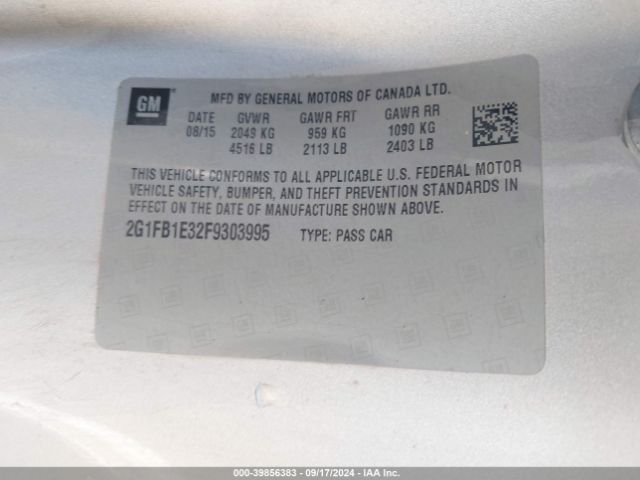 GM
MFD BY GENERAL MOTORS OF CANADA LTD.
DATE GVWR GAWR FRT GAWR RR
08/15 2049 KG 959 KG 1090 KG
4516 LB 2113 LB 2403 LB
THIS VEHICLE CONFORMS TO ALL APPLICABLE U.S. FEDERAL MOTOR
VEHICLE SAFETY, BUMPER, AND THEFT PREVENTION STANDARDS IN
EFFECT ON THE DATE OF MANUFACTURE SHOWN ABOVE.
2G1FB1E32F9303995 TYPE: PASS CAR
000-39856383 - 09/17/2024 - IAA Inc.